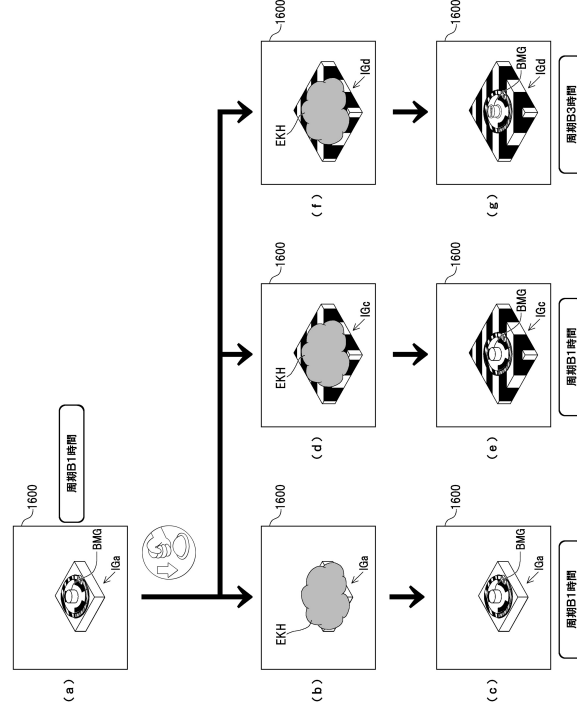 1600
BMG
IGa
周期B1時間
(a)
1600
EKH
IGa
(b)
1600
EKH
IGc
(d)
1600
EKH
IGd
(f)
1600
BMG
IGa
(c)
周期B1時間
1600
BMG
IGc
(e)
周期B1時間
1600
BMG
IGd
(g)
周期B3時間